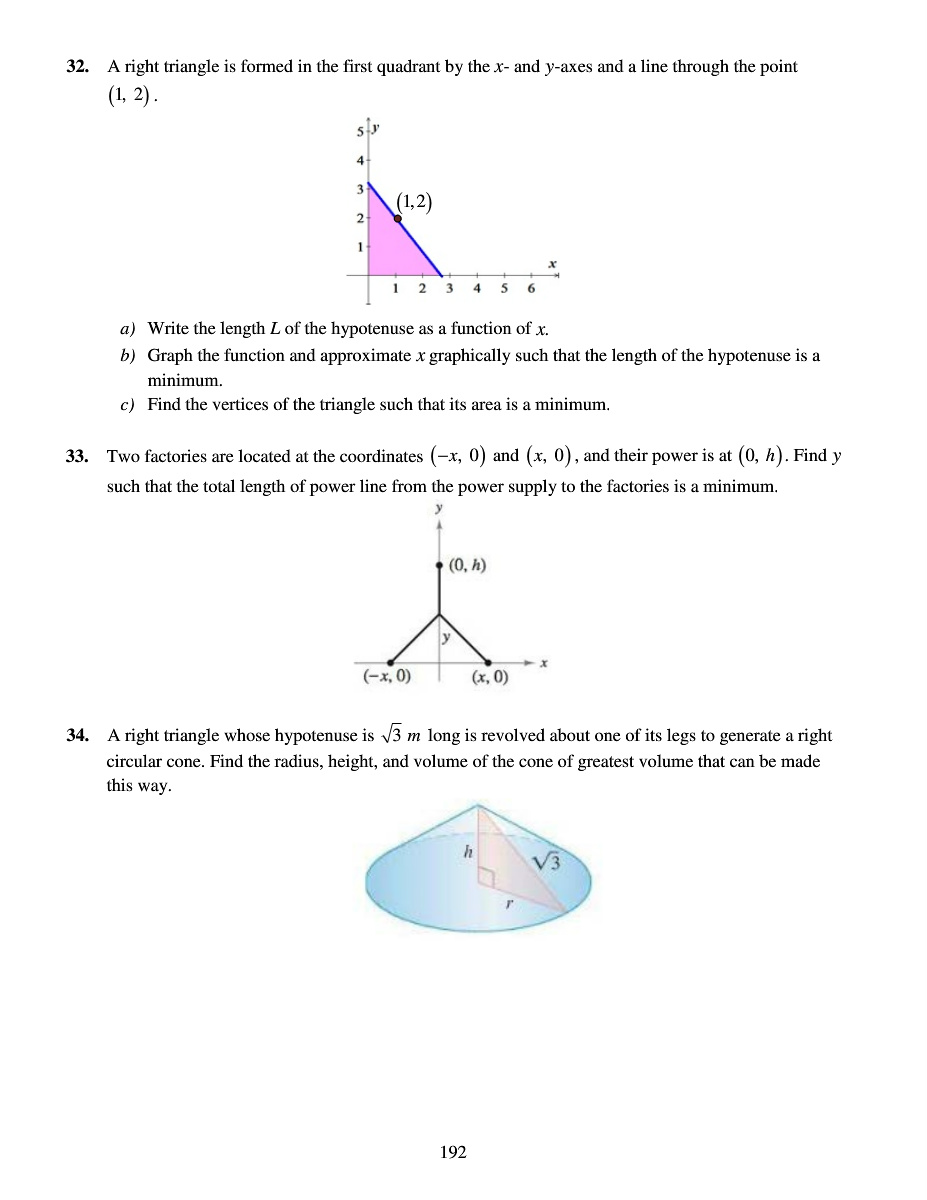 32. A right triangle is formed in the first quadrant by the x- and y-axes and a line through the point
(1, 2).
5 y
4
3
(1,2)
2
1
x
1 2 3 4 5 6
a) Write the length L of the hypotenuse as a function of x.
b) Graph the function and approximate x graphically such that the length of the hypotenuse is a
minimum.
c) Find the vertices of the triangle such that its area is a minimum.
33. Two factories are located at the coordinates (−x, 0) and (x, 0), and their power is at (0, h). Find y
such that the total length of power line from the power supply to the factories is a minimum.
y
(0, h)
y
x
(−x, 0) (x, 0)
34. A right triangle whose hypotenuse is √3 m long is revolved about one of its legs to generate a right
circular cone. Find the radius, height, and volume of the cone of greatest volume that can be made
this way.
h
√3
r
192